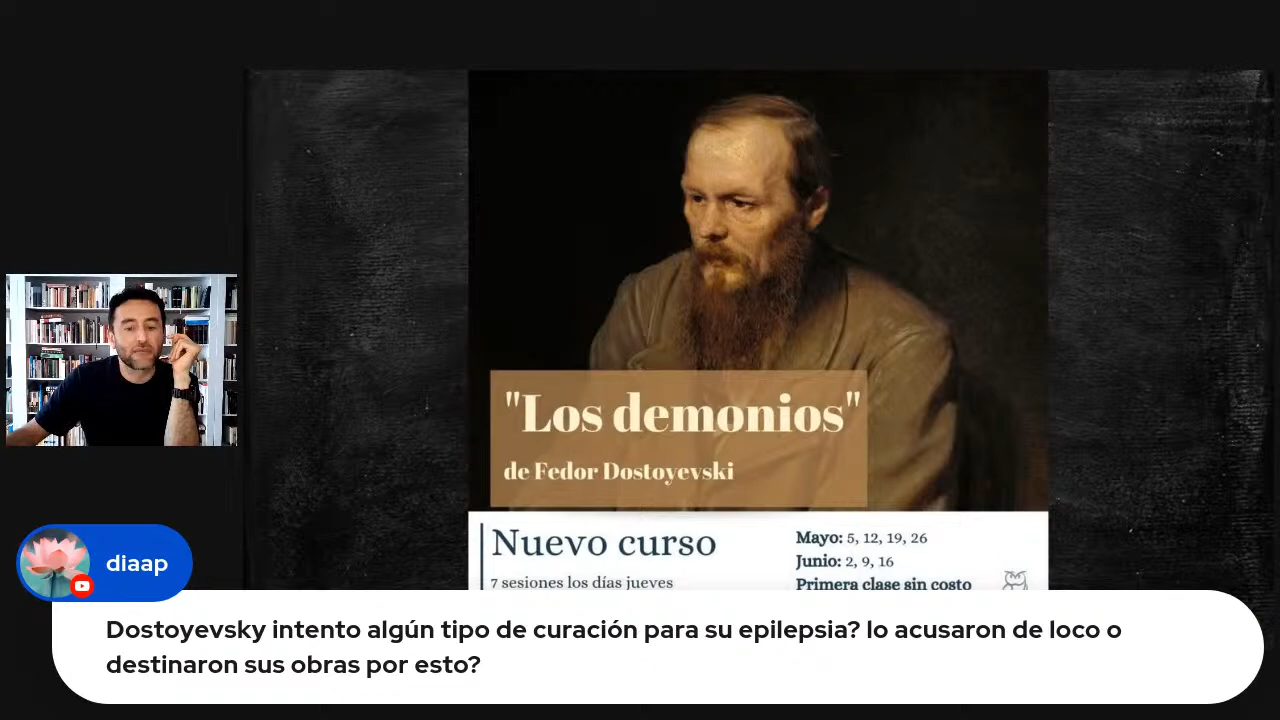 "Los demonios"
de Fedor Dostoyevski
Nuevo curso
7 sesiones los días jueves
Mayo: 5, 12, 19, 26
Junio: 2, 9, 16
Primera clase sin costo
diaap
Dostoyevsky intento algún tipo de curación para su epilepsia? lo acusaron de loco o
destinaron sus obras por esto?